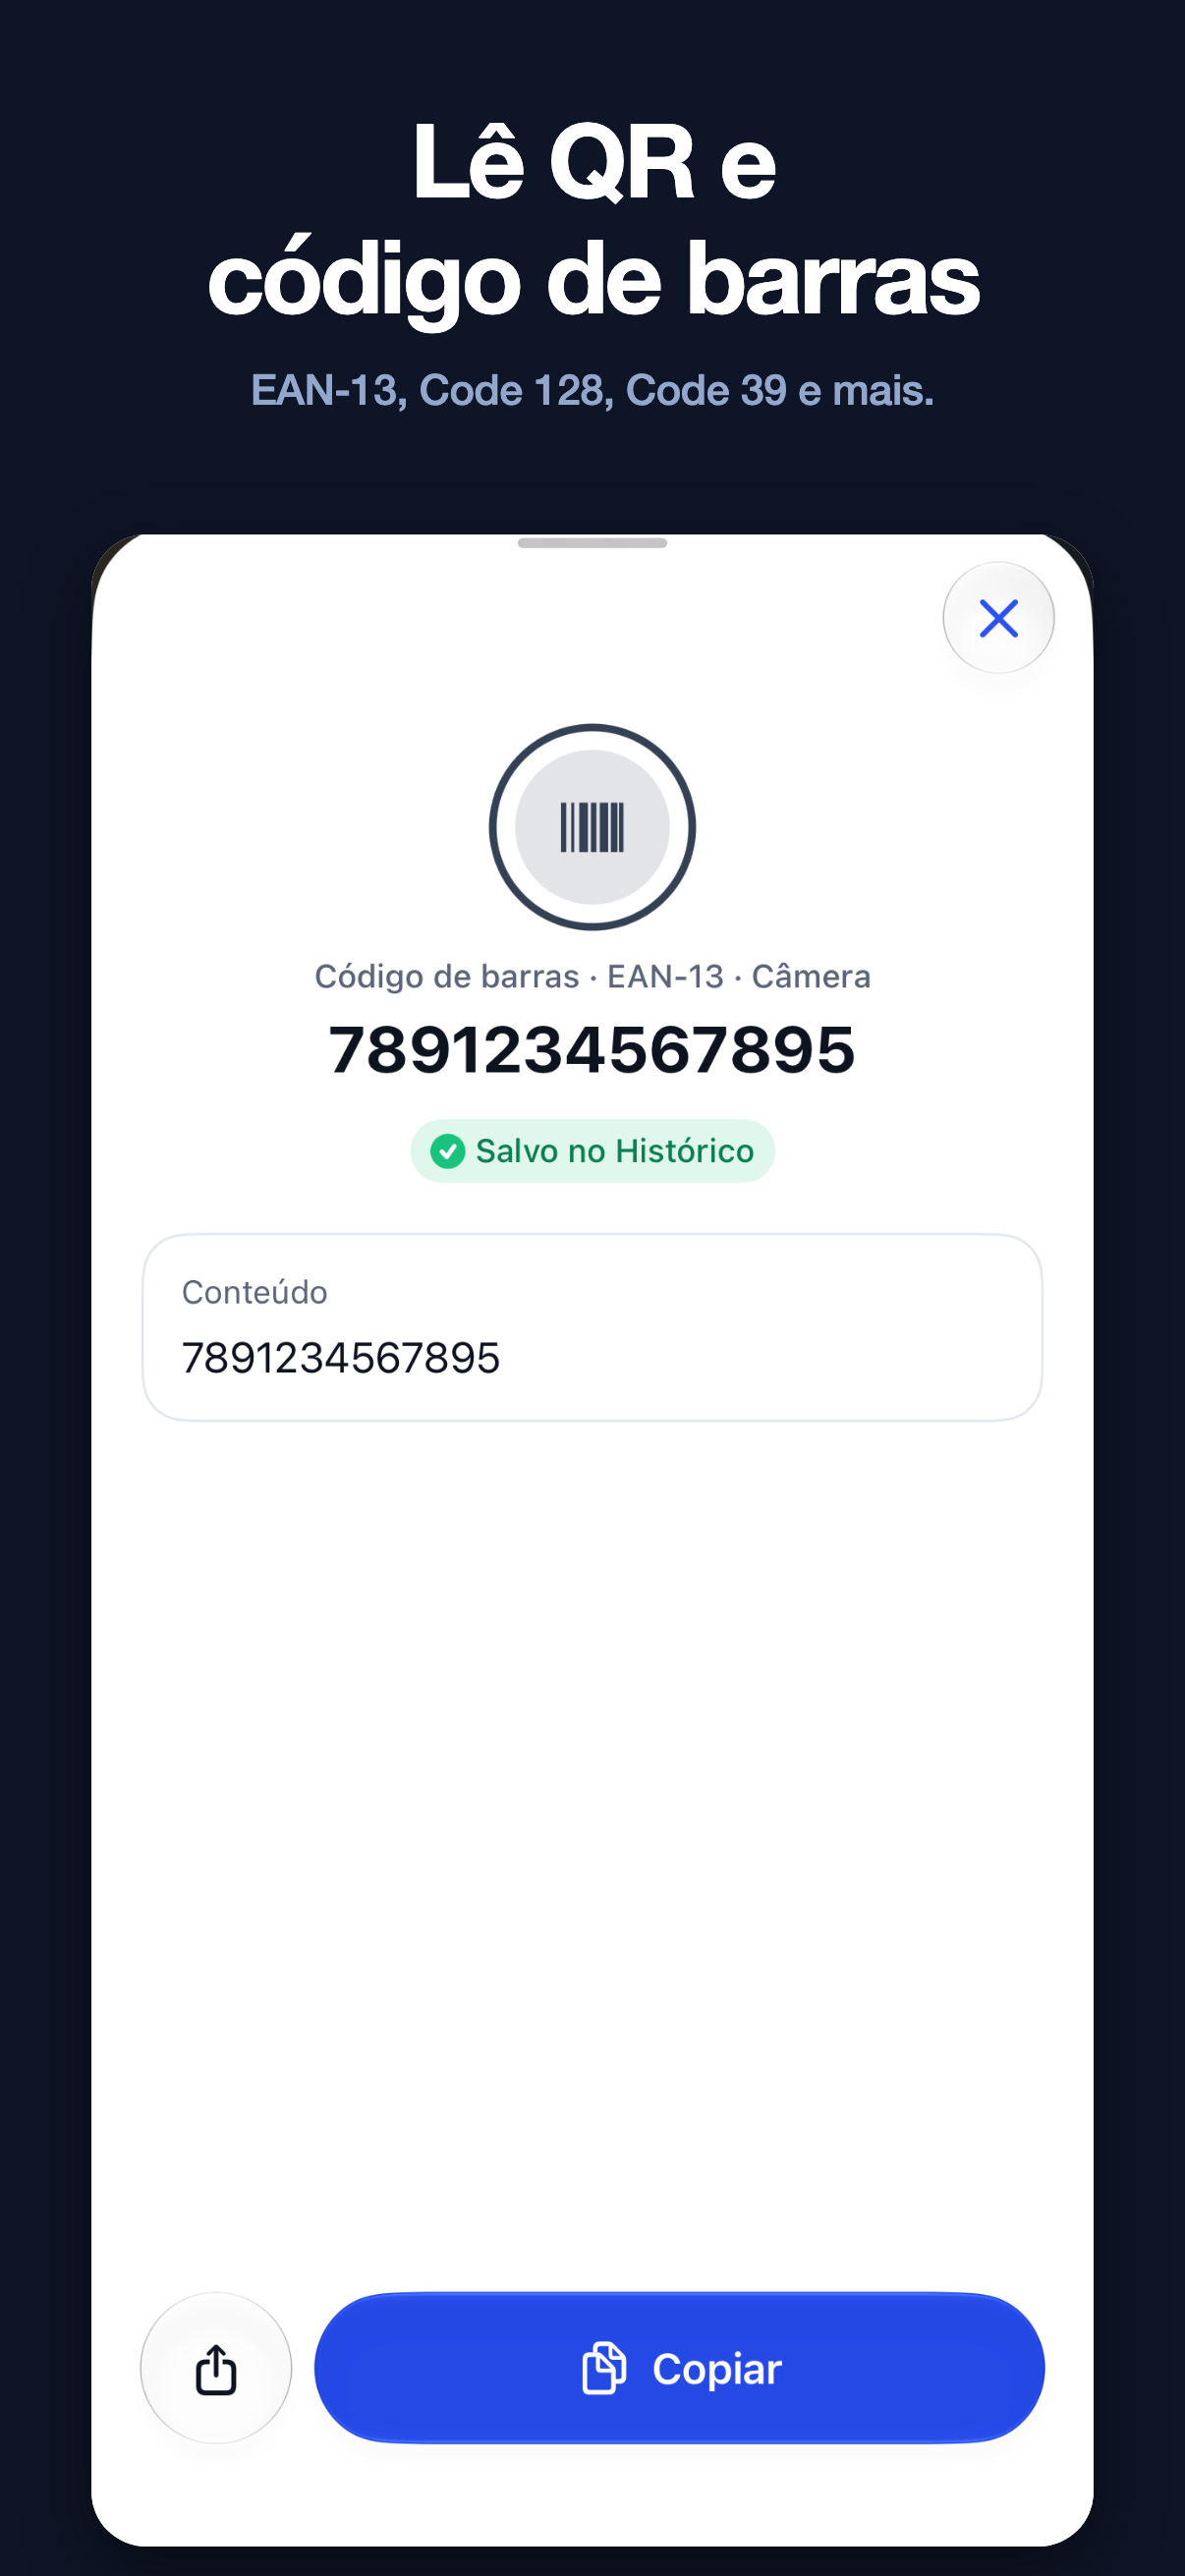 Lê QR e
código de barras
EAN-13, Code 128, Code 39 e mais.
Código de barras · EAN-13 · Câmera
7891234567895
Salvo no Histórico
Conteúdo
7891234567895
Copiar